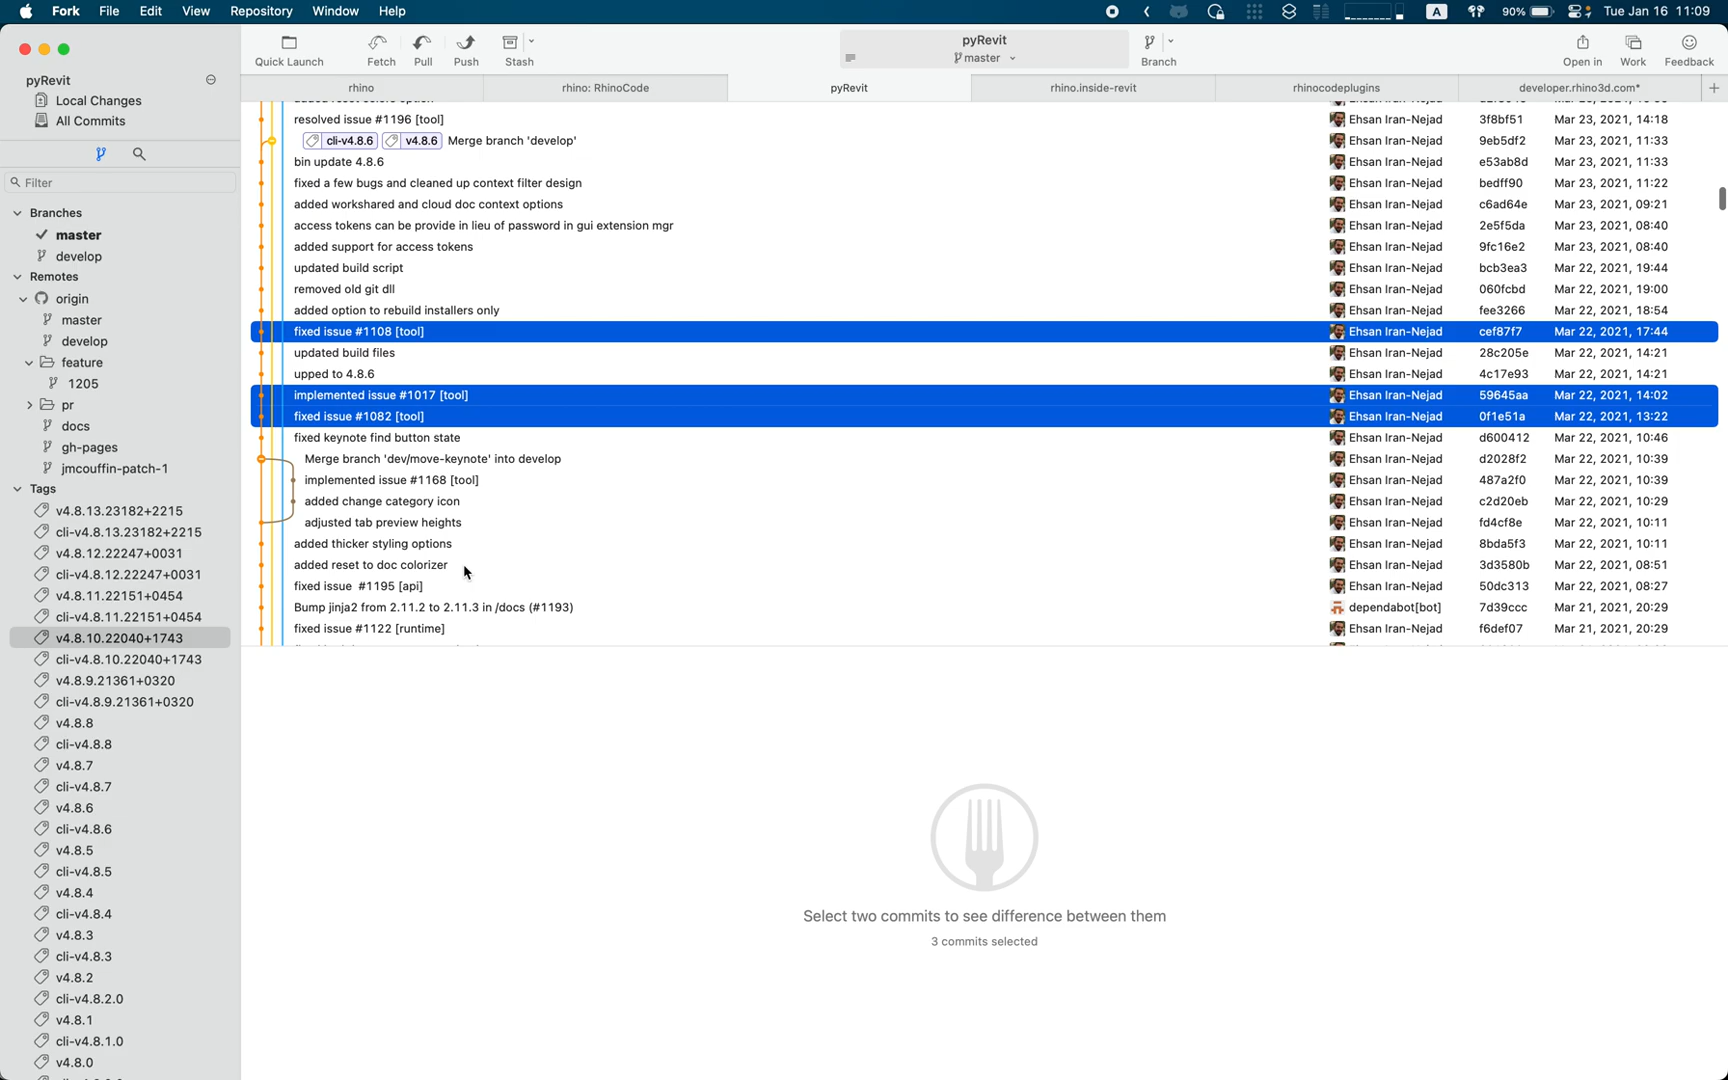 Fork File Edit View Repository Window Help
A 90% Tue Jan 16 11:09
pyRevit
Local Changes
All Commits
Quick Launch Fetch Pull Push Stash
pyRevit
master
Branch
Open in Work Feedback
rhino rhino: RhinoCode pyRevit rhino.inside-revit rhinocodeplugins developer.rhino3d.com* +
Filter
Branches
master
develop
Remotes
origin
master
develop
feature
1205
pr
docs
gh-pages
jmcouffin-patch-1
Tags
v4.8.13.23182+2215
cli-v4.8.13.23182+2215
v4.8.12.22247+0031
cli-v4.8.12.22247+0031
v4.8.11.22151+0454
cli-v4.8.11.22151+0454
v4.8.10.22040+1743
cli-v4.8.10.22040+1743
v4.8.9.21361+0320
cli-v4.8.9.21361+0320
v4.8.8
cli-v4.8.8
v4.8.7
cli-v4.8.7
v4.8.6
cli-v4.8.6
v4.8.5
cli-v4.8.5
v4.8.4
cli-v4.8.4
v4.8.3
cli-v4.8.3
v4.8.2
cli-v4.8.2.0
v4.8.1
cli-v4.8.1.0
v4.8.0
resolved issue #1196 [tool] Ehsan Iran-Nejad 3f8bf51 Mar 23, 2021, 14:18
cli-v4.8.6 v4.8.6 Merge branch 'develop' Ehsan Iran-Nejad 9eb5df2 Mar 23, 2021, 11:33
bin update 4.8.6 Ehsan Iran-Nejad e53ab8d Mar 23, 2021, 11:33
fixed a few bugs and cleaned up context filter design Ehsan Iran-Nejad bedff90 Mar 23, 2021, 11:22
added workshared and cloud doc context options Ehsan Iran-Nejad c6ad64e Mar 23, 2021, 09:21
access tokens can be provide in lieu of password in gui extension mgr Ehsan Iran-Nejad 2e5f5da Mar 23, 2021, 08:40
added support for access tokens Ehsan Iran-Nejad 9fc16e2 Mar 23, 2021, 08:40
updated build script Ehsan Iran-Nejad bcb3ea3 Mar 22, 2021, 19:44
removed old git dll Ehsan Iran-Nejad 060fcbd Mar 22, 2021, 19:00
added option to rebuild installers only Ehsan Iran-Nejad fee3266 Mar 22, 2021, 18:54
fixed issue #1108 [tool] Ehsan Iran-Nejad cef87f7 Mar 22, 2021, 17:44
updated build files Ehsan Iran-Nejad 28c205e Mar 22, 2021, 14:21
upped to 4.8.6 Ehsan Iran-Nejad 4c17e93 Mar 22, 2021, 14:21
implemented issue #1017 [tool] Ehsan Iran-Nejad 59645aa Mar 22, 2021, 14:02
fixed issue #1082 [tool] Ehsan Iran-Nejad 0f1e51a Mar 22, 2021, 13:22
fixed keynote find button state Ehsan Iran-Nejad d600412 Mar 22, 2021, 10:46
Merge branch 'dev/move-keynote' into develop Ehsan Iran-Nejad d2028f2 Mar 22, 2021, 10:39
implemented issue #1168 [tool] Ehsan Iran-Nejad 487a2f0 Mar 22, 2021, 10:39
added change category icon Ehsan Iran-Nejad c2d20eb Mar 22, 2021, 10:29
adjusted tab preview heights Ehsan Iran-Nejad fd4cf8e Mar 22, 2021, 10:11
added thicker styling options Ehsan Iran-Nejad 8bda5f3 Mar 22, 2021, 10:11
added reset to doc colorizer Ehsan Iran-Nejad 3d3580b Mar 22, 2021, 08:51
fixed issue #1195 [api] Ehsan Iran-Nejad 50dc313 Mar 22, 2021, 08:27
Bump jinja2 from 2.11.2 to 2.11.3 in /docs (#1193) dependabot[bot] 7d39ccc Mar 21, 2021, 20:29
fixed issue #1122 [runtime] Ehsan Iran-Nejad f6def07 Mar 21, 2021, 20:29
Select two commits to see difference between them
3 commits selected